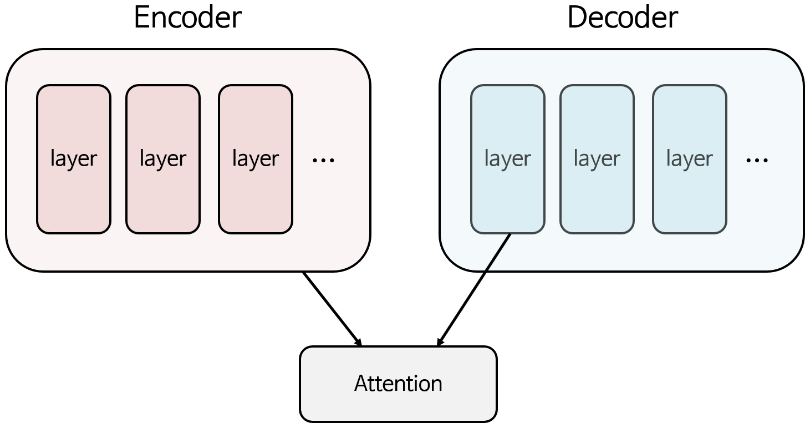 Encoder
Decoder
layer
layer
layer
...
layer
layer
layer
...
Attention